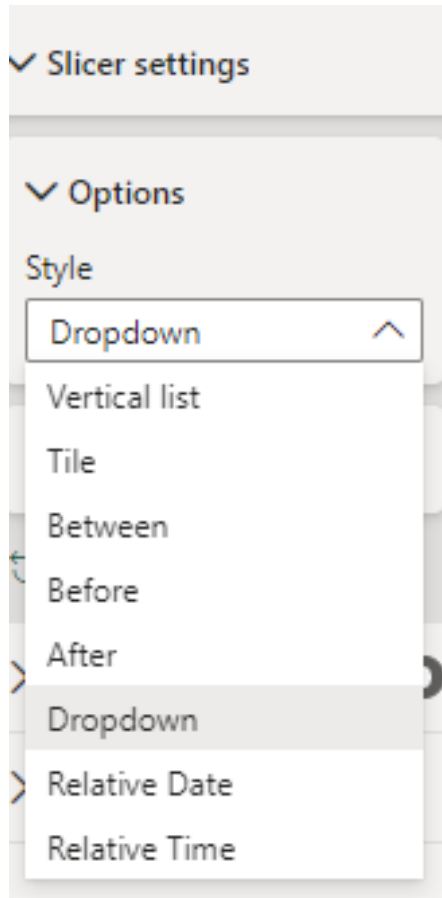 Slicer settings
Options
Style
Dropdown
Vertical list
Tile
Between
Before
After
Dropdown
Relative Date
Relative Time